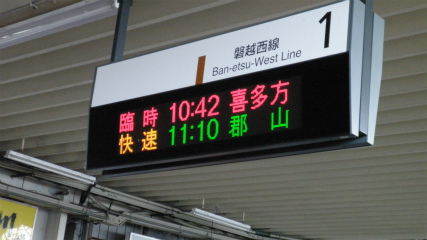 1
磐越西線
Ban-etsu-West Line
臨時 10:42 喜多方
快速 11:10 郡山